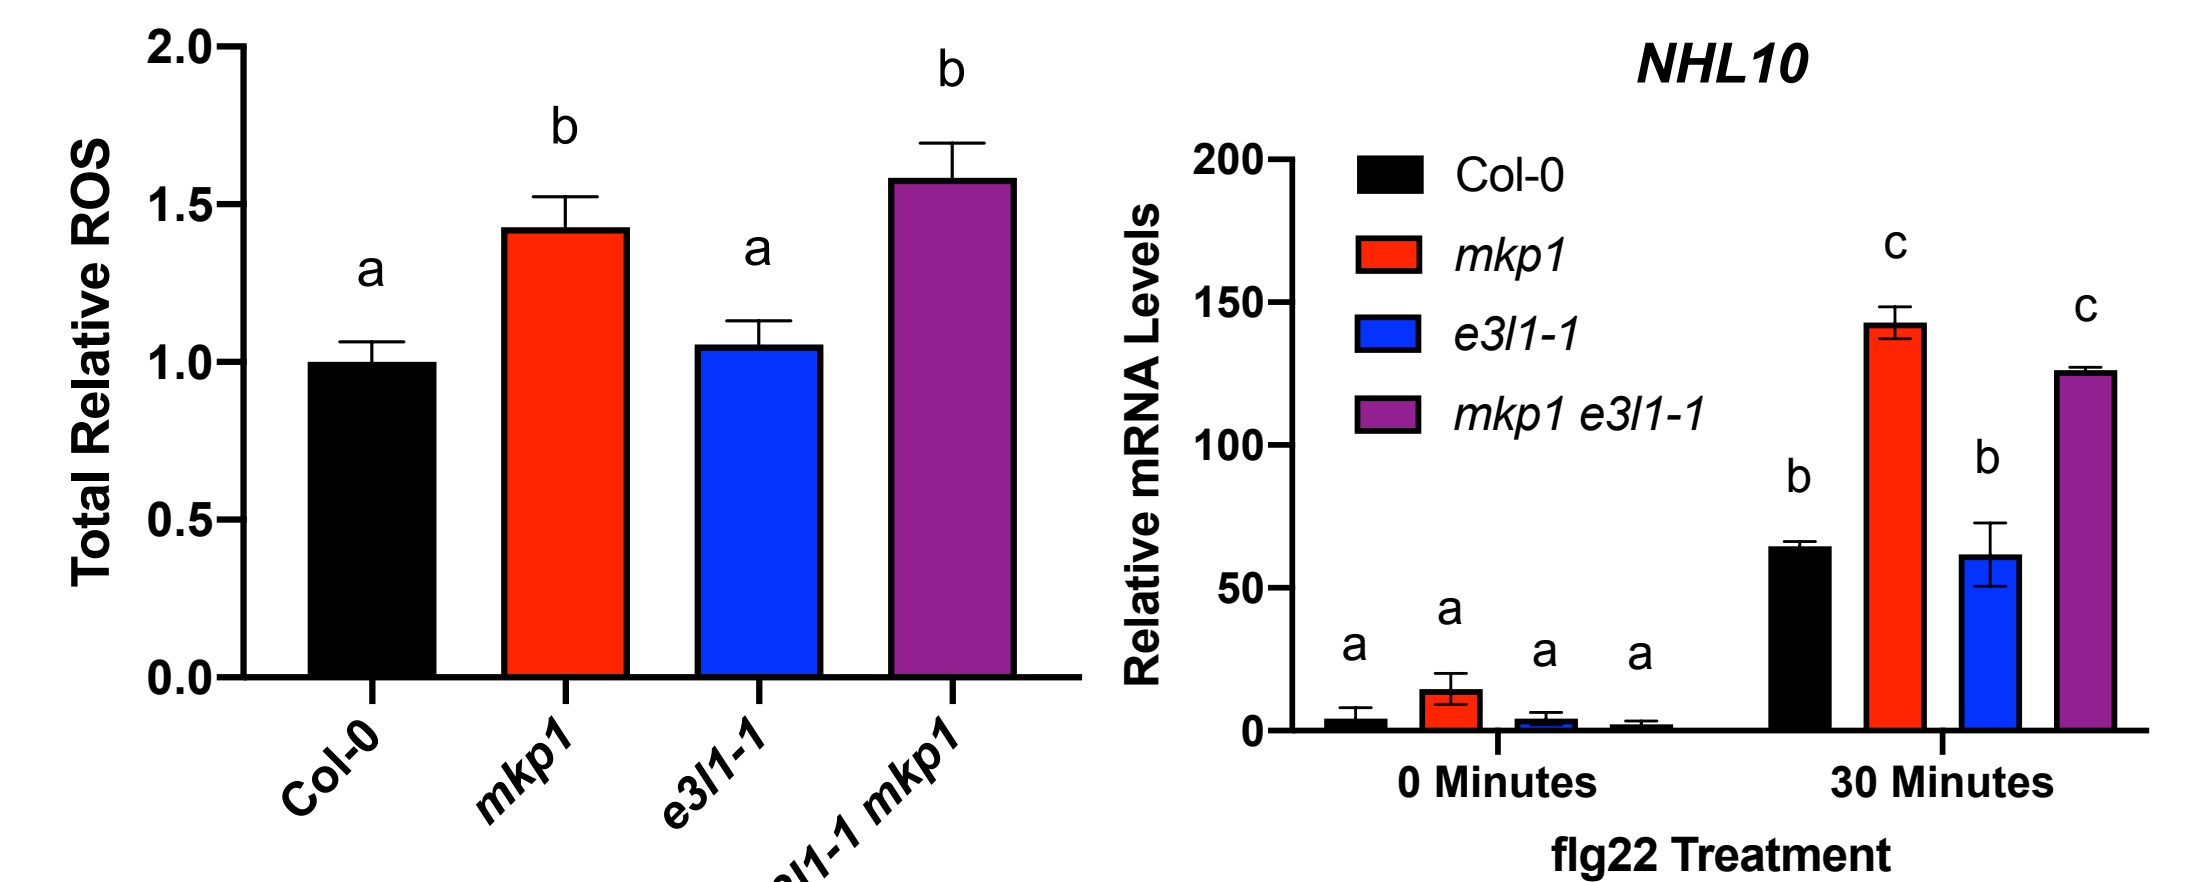 Total Relative ROS
2.0
1.5
1.0
0.5
0.0
a
b
a
b
Col-0
mkp1
e3l1-1
mkp1
NHL10
Relative mRNA Levels
200
150
100
50
0
Col-0
mkp1
e3l1-1
mkp1 e3l1-1
a
a
a
a
b
c
b
c
0 Minutes
30 Minutes
flg22 Treatment